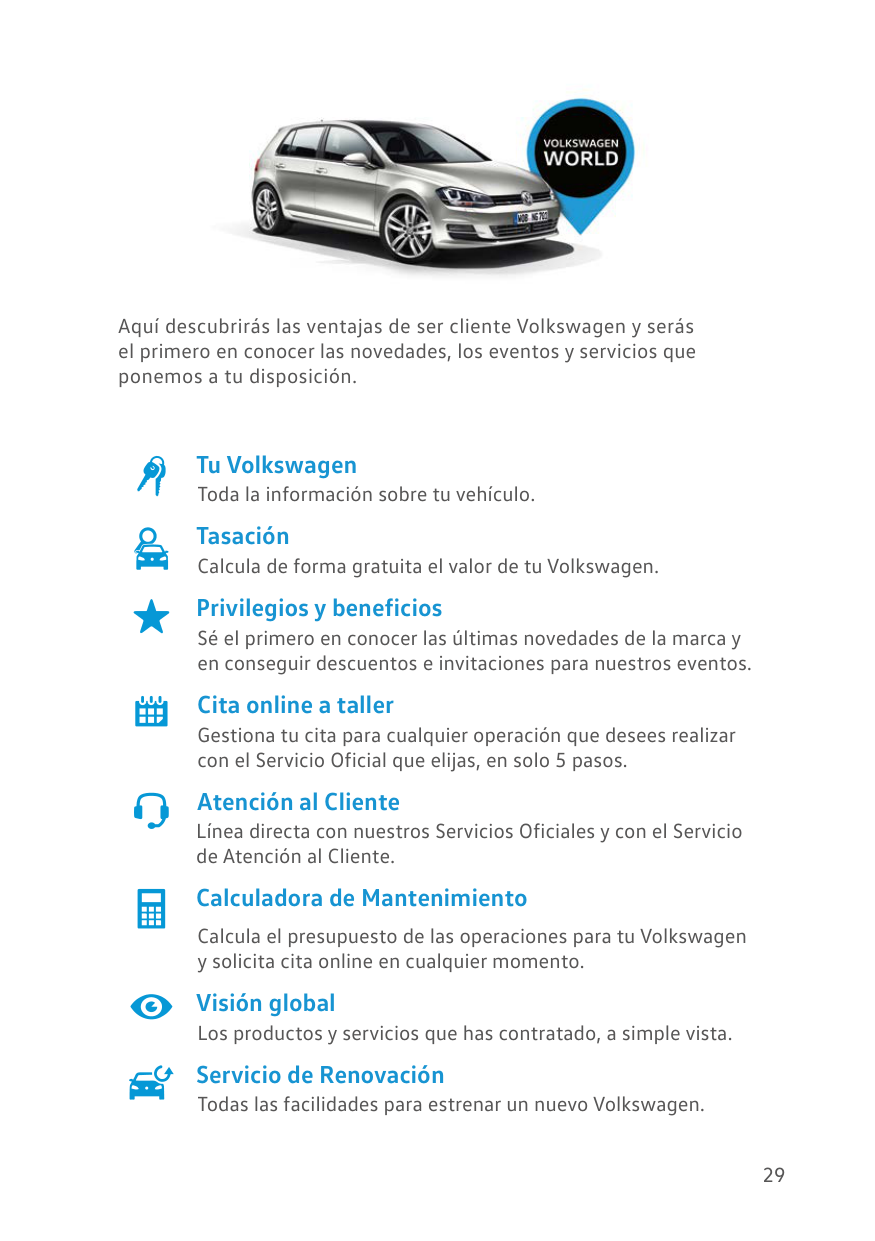 VOLKSWAGEN
WORLD
WOB NG 702
Aquí descubrirás las ventajas de ser cliente Volkswagen y serás
el primero en conocer las novedades, los eventos y servicios que
ponemos a tu disposición.
Tu Volkswagen
Toda la información sobre tu vehículo.
Tasación
Calcula de forma gratuita el valor de tu Volkswagen.
Privilegios y beneficios
Sé el primero en conocer las últimas novedades de la marca y
en conseguir descuentos e invitaciones para nuestros eventos.
Cita online a taller
Gestiona tu cita para cualquier operación que desees realizar
con el Servicio Oficial que elijas, en solo 5 pasos.
Atención al Cliente
Línea directa con nuestros Servicios Oficiales y con el Servicio
de Atención al Cliente.
Calculadora de Mantenimiento
Calcula el presupuesto de las operaciones para tu Volkswagen
y solicita cita online en cualquier momento.
Visión global
Los productos y servicios que has contratado, a simple vista.
Servicio de Renovación
Todas las facilidades para estrenar un nuevo Volkswagen.
29